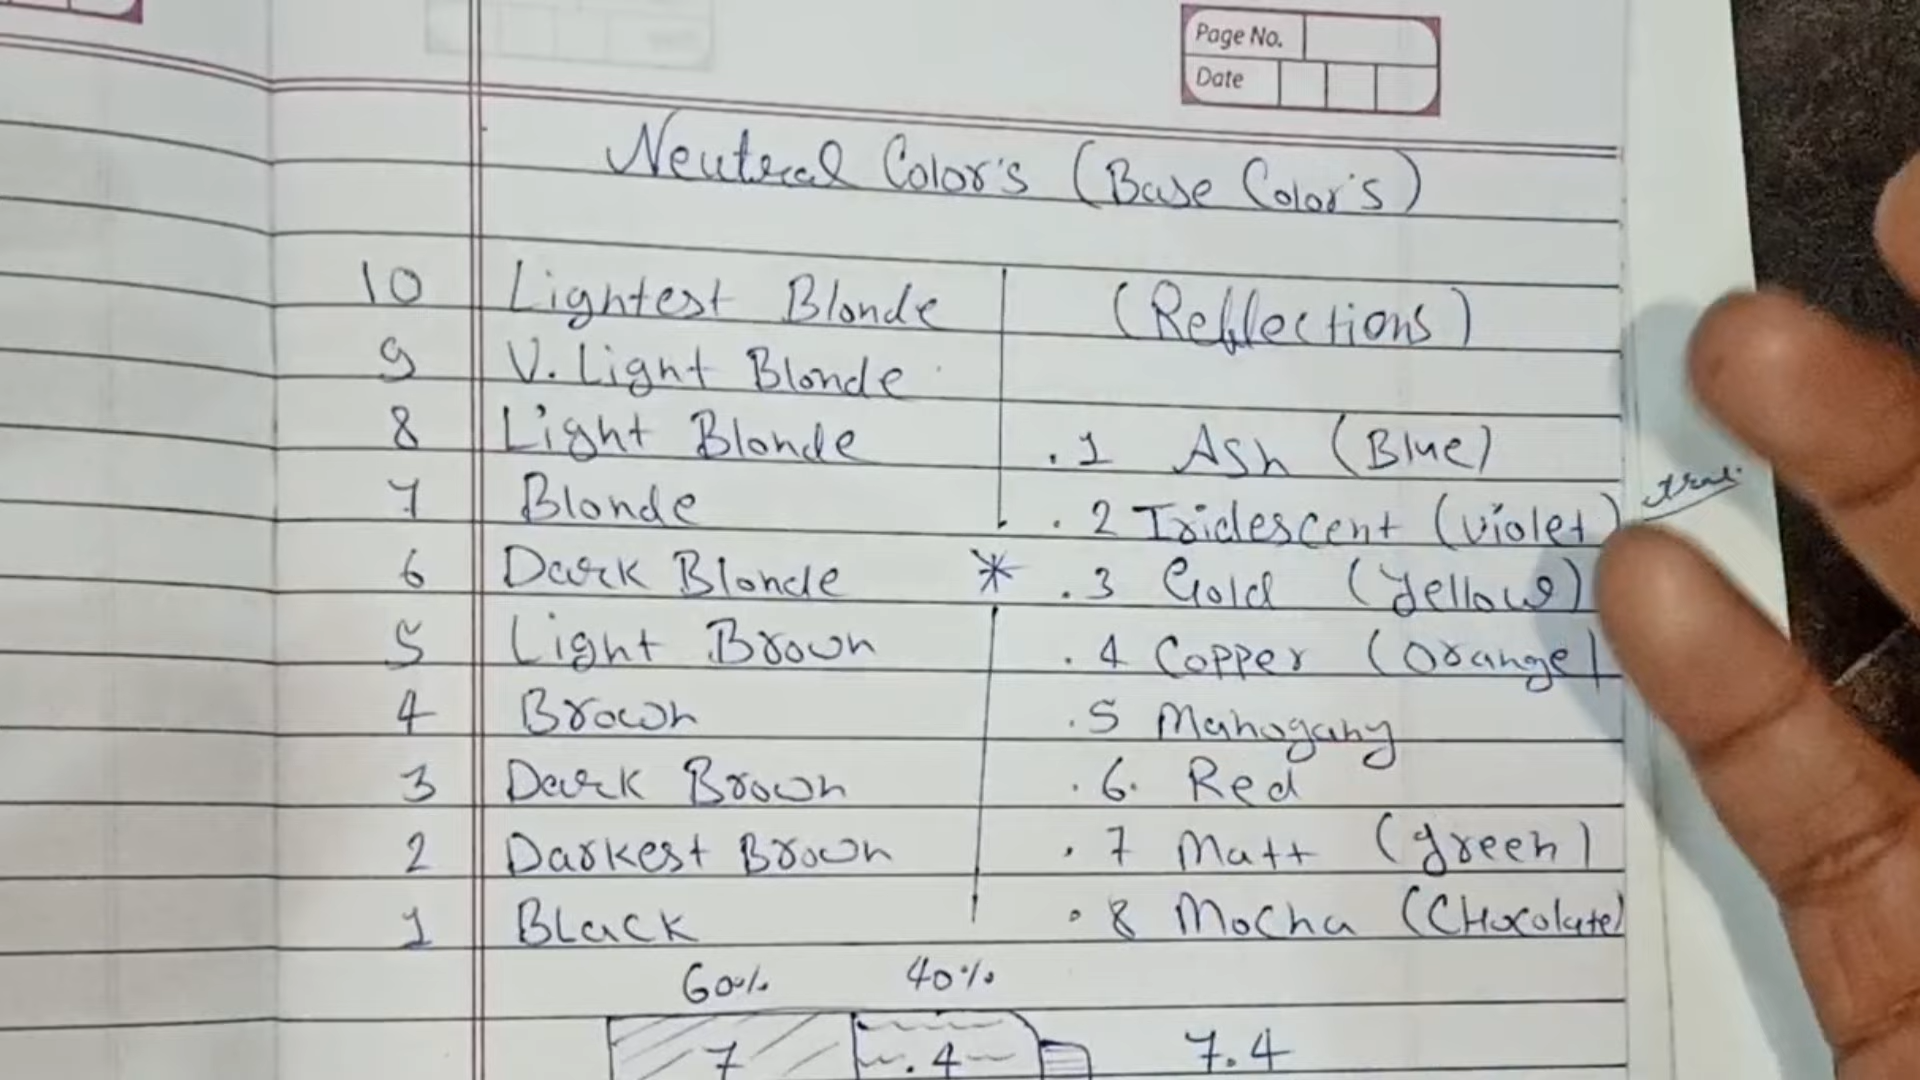 Page No.
Date
Neutral Color's (Base Color's)
10 Lightest Blonde
(Reflections)
9 V. Light Blonde
8 Light Blonde
.1 Ash (Blue)
7 Blonde
.2 Iridescent (violet)
6 Dark Blonde
* .3 Gold (yellow)
5 Light Brown
.4 Copper (Orange)
4 Brown
.5 Mahogany
3 Dark Brown
.6. Red
2 Darkest Brown
.7 Matt (green)
1 Black
.8 Mocha (CHocolate)
60% 40%
7 .4 7.4